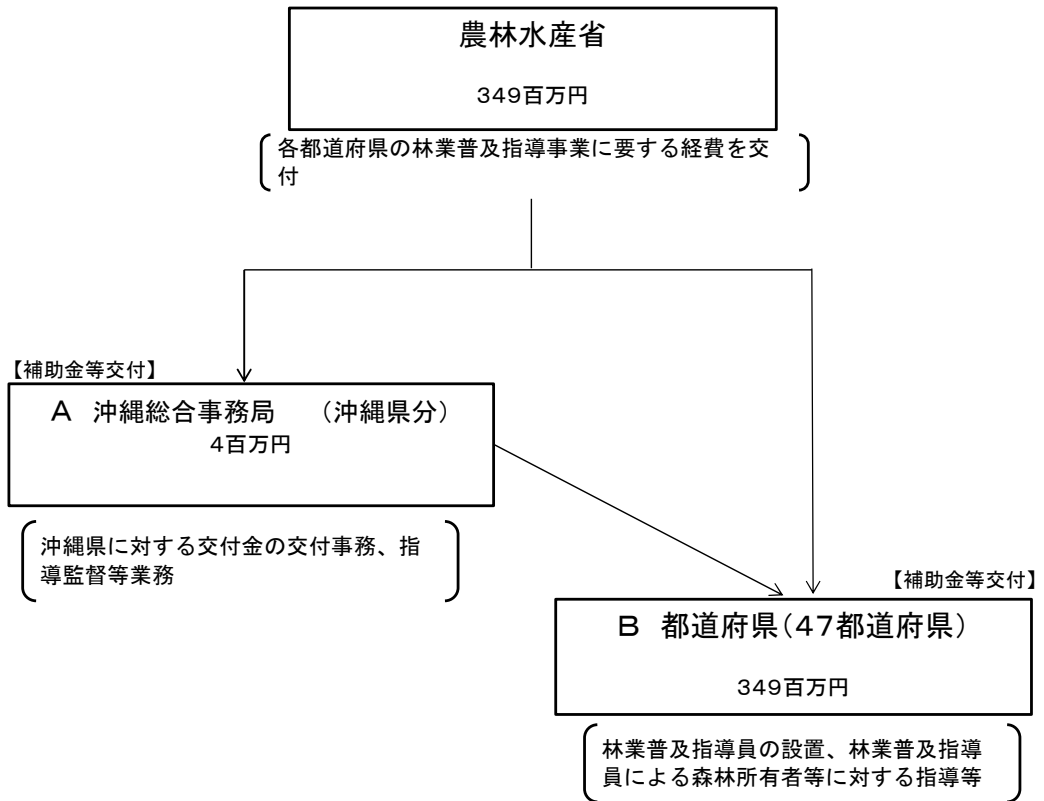 農林水産省
349百万円
各都道府県の林業普及指導事業に要する経費を交
付
【補助金等交付】
A 沖縄総合事務局 （沖縄県分）
4百万円
沖縄県に対する交付金の交付事務、指
導監督等業務
【補助金等交付】
B 都道府県（47都道府県）
349百万円
林業普及指導員の設置、林業普及指導
員による森林所有者等に対する指導等